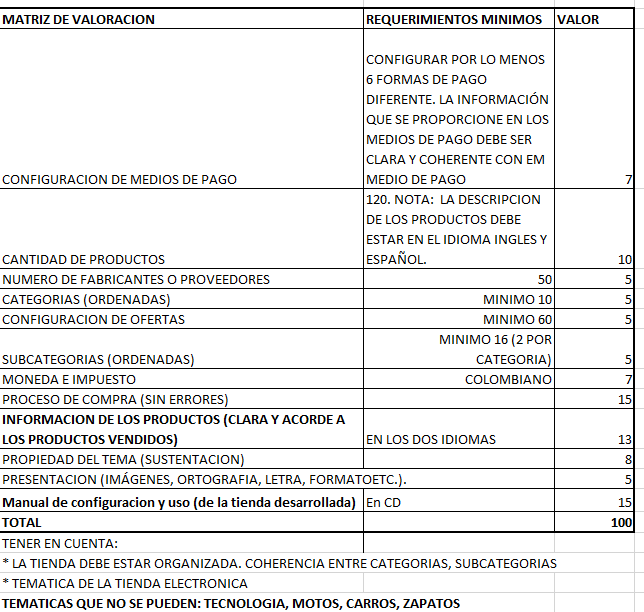 MATRIZ DE VALORACION REQUERIMIENTOS MINIMOS VALOR
CONFIGURAR POR LO MENOS
6 FORMAS DE PAGO
DIFERENTE. LA INFORMACIÓN
QUE SE PROPORCIONE EN LOS
MEDIOS DE PAGO DEBE SER
CLARA Y COHERENTE CON EM
CONFIGURACION DE MEDIOS DE PAGO MEDIO DE PAGO 7
120. NOTA: LA DESCRIPCION
DE LOS PRODUCTOS DEBE
ESTAR EN EL IDIOMA INGLES Y
CANTIDAD DE PRODUCTOS ESPAÑOL. 10
NUMERO DE FABRICANTES O PROVEEDORES 50 5
CATEGORIAS (ORDENADAS) MINIMO 10 5
CONFIGURACION DE OFERTAS MINIMO 60 5
MINIMO 16 (2 POR
SUBCATEGORIAS (ORDENADAS) CATEGORIA) 5
MONEDA E IMPUESTO COLOMBIANO 7
PROCESO DE COMPRA (SIN ERRORES) 15
INFORMACION DE LOS PRODUCTOS (CLARA Y ACORDE A
LOS PRODUCTOS VENDIDOS) EN LOS DOS IDIOMAS 13
PROPIEDAD DEL TEMA (SUSTENTACION) 8
PRESENTACION (IMÁGENES, ORTOGRAFIA, LETRA, FORMATOETC.). 5
Manual de configuracion y uso (de la tienda desarrollada) En CD 15
TOTAL 100
TENER EN CUENTA:
* LA TIENDA DEBE ESTAR ORGANIZADA. COHERENCIA ENTRE CATEGORIAS, SUBCATEGORIAS
* TEMATICA DE LA TIENDA ELECTRONICA
TEMATICAS QUE NO SE PUEDEN: TECNOLOGIA, MOTOS, CARROS, ZAPATOS